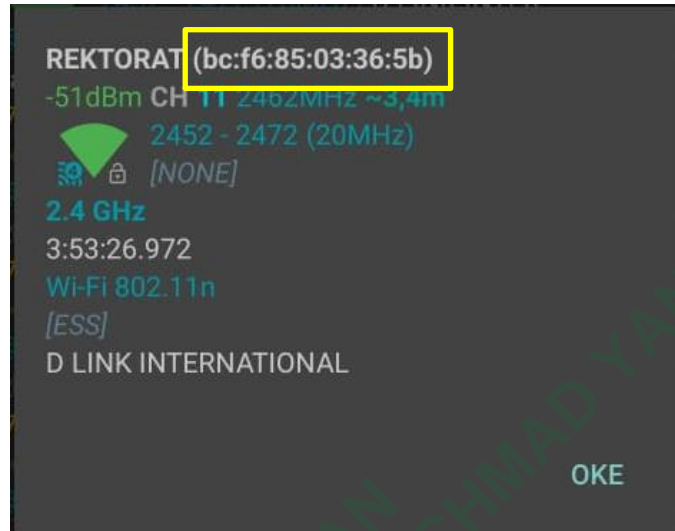 REKTORAT (bc:f6:85:03:36:5b)
-51dBm CH 11 2462MHz ~3,4m
2452 - 2472 (20MHz)
[NONE]
2.4 GHz
3:53:26.972
Wi-Fi 802.11n
[ESS]
D LINK INTERNATIONAL
OKE